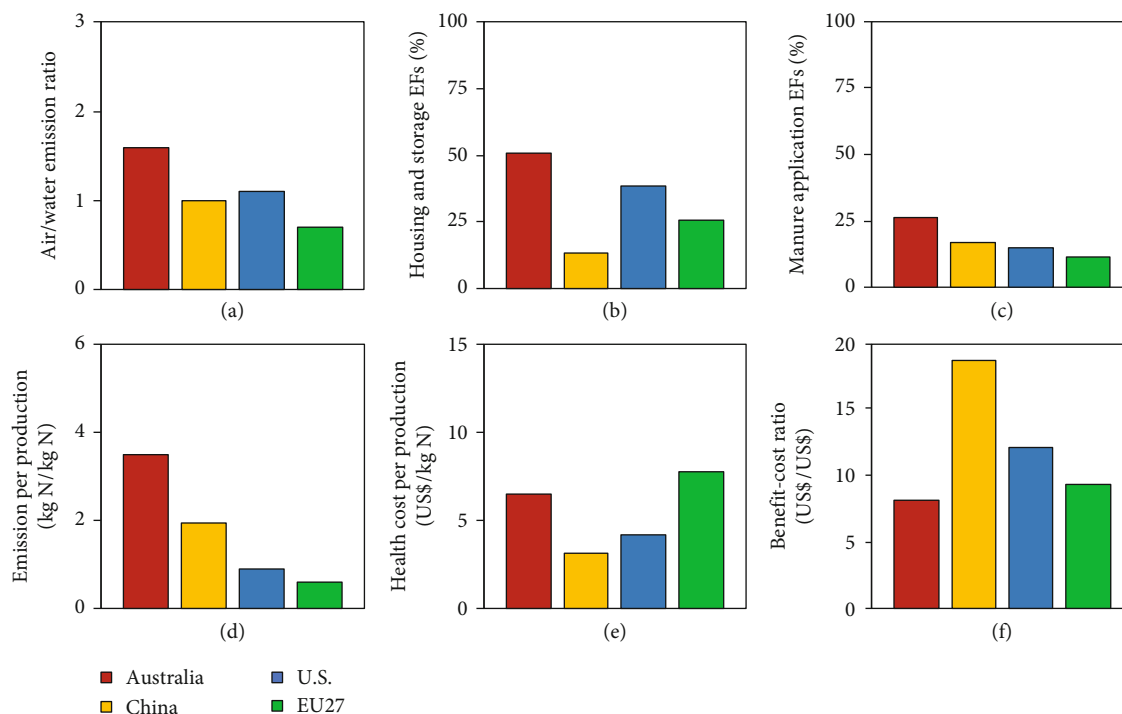 Air/water emission ratio
3
2
1
0
(a)
Housing and storage EFs (%)
100
75
50
25
0
(b)
Manure application EFs (%)
100
75
50
25
0
(c)
Emission per production
(kg N/kg N)
6
4
2
0
(d)
Health cost per production
(US$/kg N)
15
10
5
0
(e)
Benefit-cost ratio
(US$/US$)
20
15
10
5
0
(f)
Australia
China
U.S.
EU27